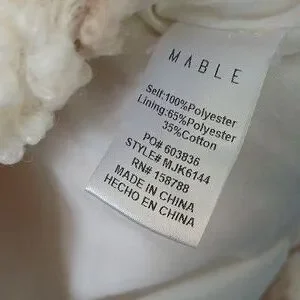 MABLE
Self:100%Polyester
Lining:65%Polyester
35%Cotton
PO# 603836
STYLE# MJK6144
RN# 158788
MADE IN CHINA
HECHO EN CHINA